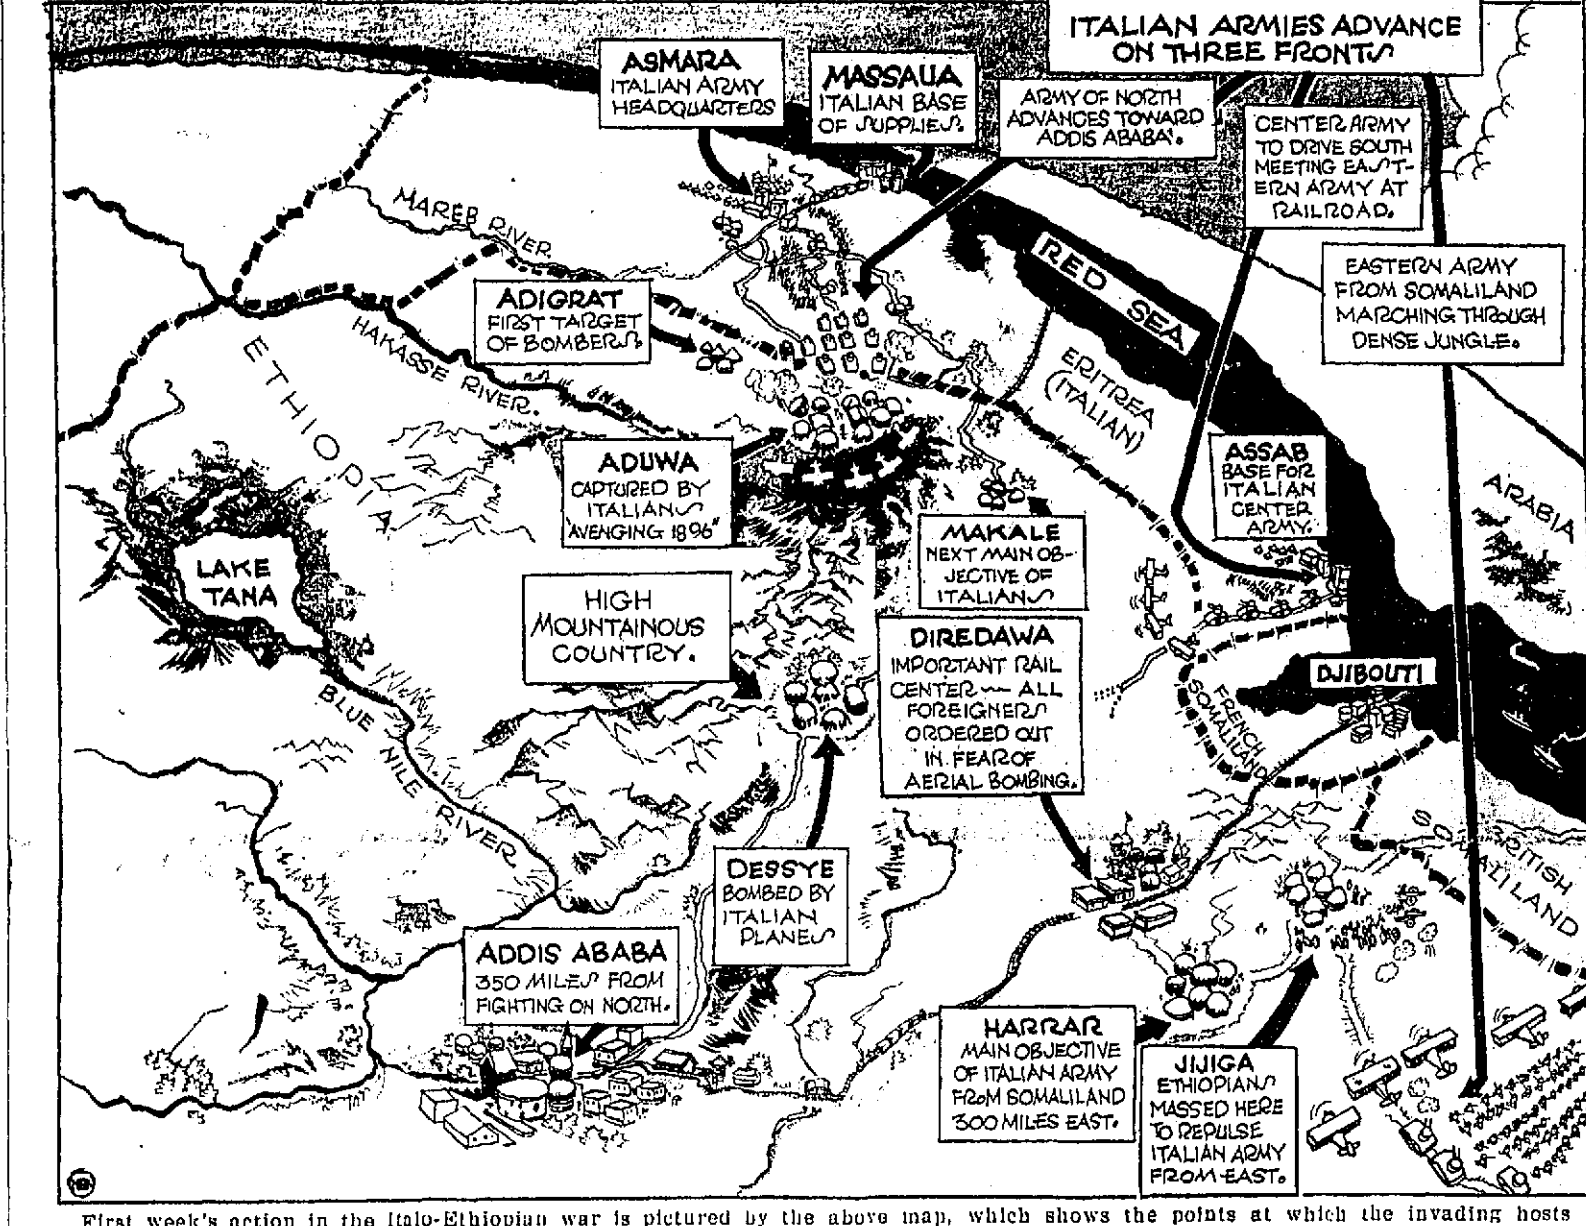 ITALIAN ARMIES ADVANCE
ON THREE FRONTS
ASMARA
ITALIAN ARMY
HEADQUARTERS
MASSAUA
ITALIAN BASE
OF SUPPLIES.
ARMY OF NORTH
ADVANCES TOWARD
ADDIS ABABA.
CENTER ARMY
TO DRIVE SOUTH
MEETING EAST-
ERN ARMY AT
RAILROAD.
EASTERN ARMY
FROM SOMALILAND
MARCHING THROUGH
DENSE JUNGLE.
MAREB RIVER
RED SEA
ADIGRAT
FIRST TARGET
OF BOMBERS.
HAKASSE RIVER.
ETHIOPIA
ERITREA
(ITALIAN)
ADUWA
CAPTURED BY
ITALIANS
"AVENGING 1896"
ASSAB
BASE FOR
ITALIAN
CENTER
ARMY.
ARABIA
MAKALE
NEXT MAIN OB-
JECTIVE OF
ITALIANS
LAKE
TANA
HIGH
MOUNTAINOUS
COUNTRY.
DIREDAWA
IMPORTANT RAIL
CENTER — ALL
FOREIGNERS
ORDERED OUT
IN FEAR OF
AERIAL BOMBING.
DJIBOUTI
FRENCH
SOMALILAND
BLUE NILE RIVER
BRITISH
SOMALILAND
DESSYE
BOMBED BY
ITALIAN
PLANES
ADDIS ABABA
350 MILES FROM
FIGHTING ON NORTH.
HARRAR
MAIN OBJECTIVE
OF ITALIAN ARMY
FROM SOMALILAND
300 MILES EAST.
JIJIGA
ETHIOPIANS
MASSED HERE
TO REPULSE
ITALIAN ARMY
FROM EAST.
First week's action in the Italo-Ethiopian war is pictured by the above map, which shows the points at which the invading hosts